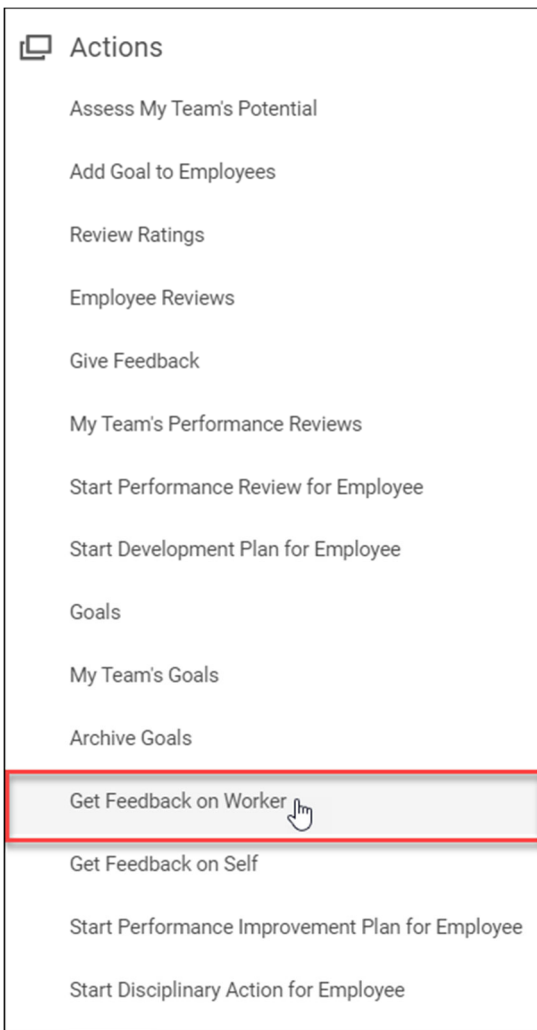 Actions
Assess My Team's Potential
Add Goal to Employees
Review Ratings
Employee Reviews
Give Feedback
My Team's Performance Reviews
Start Performance Review for Employee
Start Development Plan for Employee
Goals
My Team's Goals
Archive Goals
Get Feedback on Worker
Get Feedback on Self
Start Performance Improvement Plan for Employee
Start Disciplinary Action for Employee